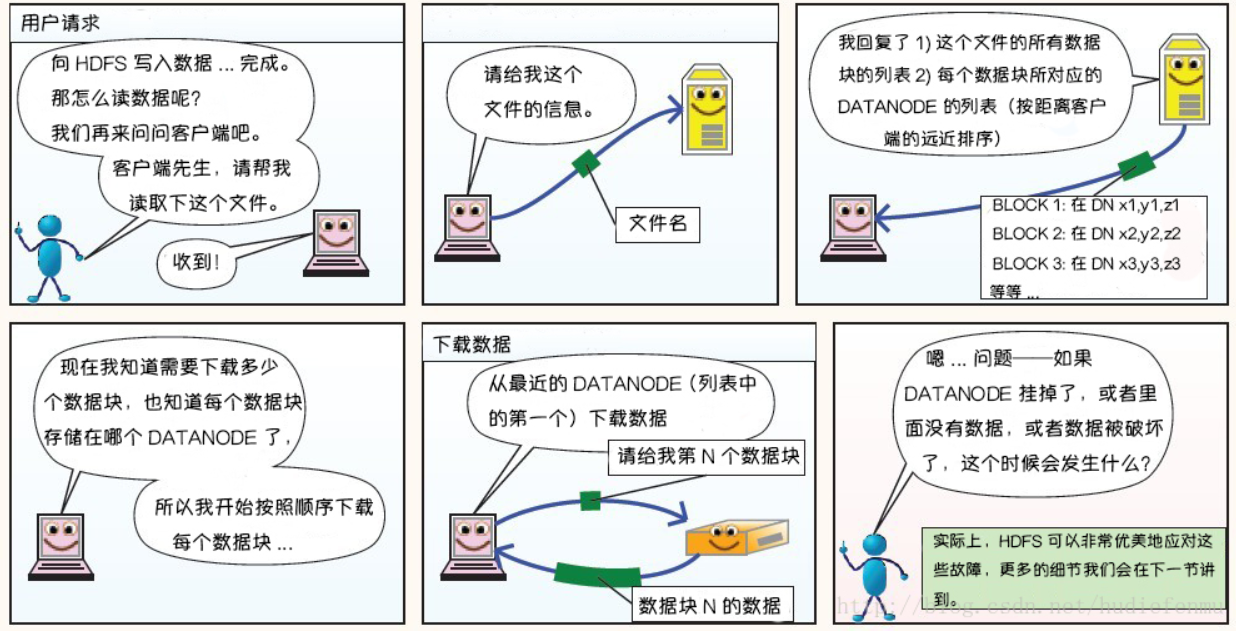 用户请求
向 HDFS 写入数据 ... 完成。
那怎么读数据呢?
我们再来问问客户端吧。
客户端先生，请帮我
读取下这个文件。
收到!
请给我这个
文件的信息。
文件名
我回复了 1) 这个文件的所有数据
块的列表 2) 每个数据块所对应的
DATANODE 的列表（按距离客户
端的远近排序）
BLOCK 1: 在 DN x1,y1,z1
BLOCK 2: 在 DN x2,y2,z2
BLOCK 3: 在 DN x3,y3,z3
等等 ...
现在我知道需要下载多少
个数据块，也知道每个数据块
存储在哪个 DATANODE 了，
所以我开始按照顺序下载
每个数据块 ...
下载数据
从最近的 DATANODE（列表中
的第一个）下载数据
请给我第 N 个数据块
数据块 N 的数据
嗯 ... 问题——如果
DATANODE 挂掉了，或者里
面没有数据，或者数据被破坏
了，这个时候会发生什么?
实际上，HDFS 可以非常优美地应对这
些故障，更多的细节我们会在下一节讲
到。
http://blog.csdn.net/hudiefenmu